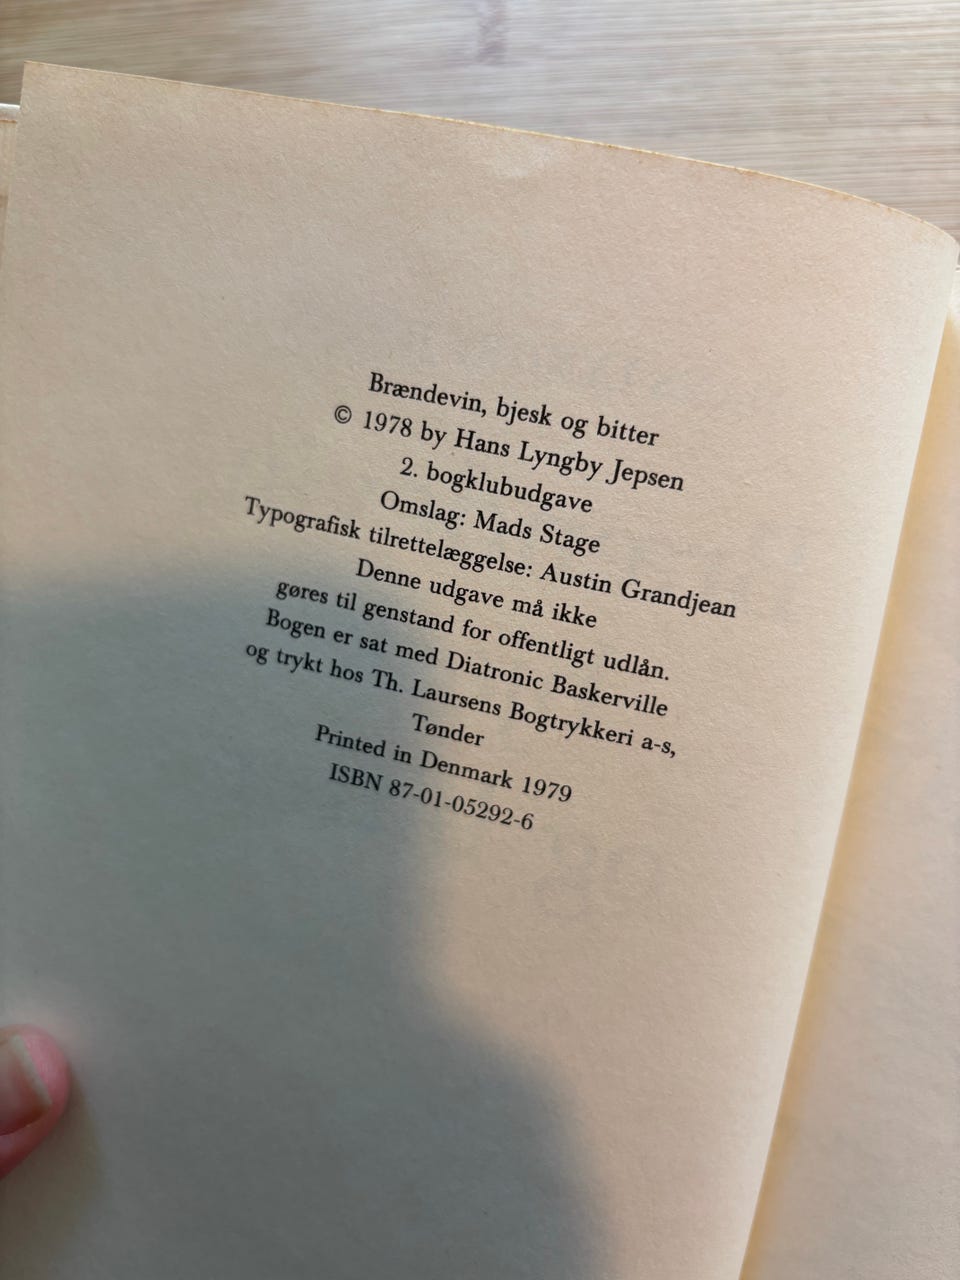 Brændevin, bjesk og bitter
© 1978 by Hans Lyngby Jepsen
2. bogklubudgave
Omslag: Mads Stage
Typografisk tilrettelæggelse: Austin Grandjean
Denne udgave må ikke
gøres til genstand for offentligt udlån.
Bogen er sat med Diatronic Baskerville
og trykt hos Th. Laursens Bogtrykkeri a-s,
Tønder
Printed in Denmark 1979
ISBN 87-01-05292-6